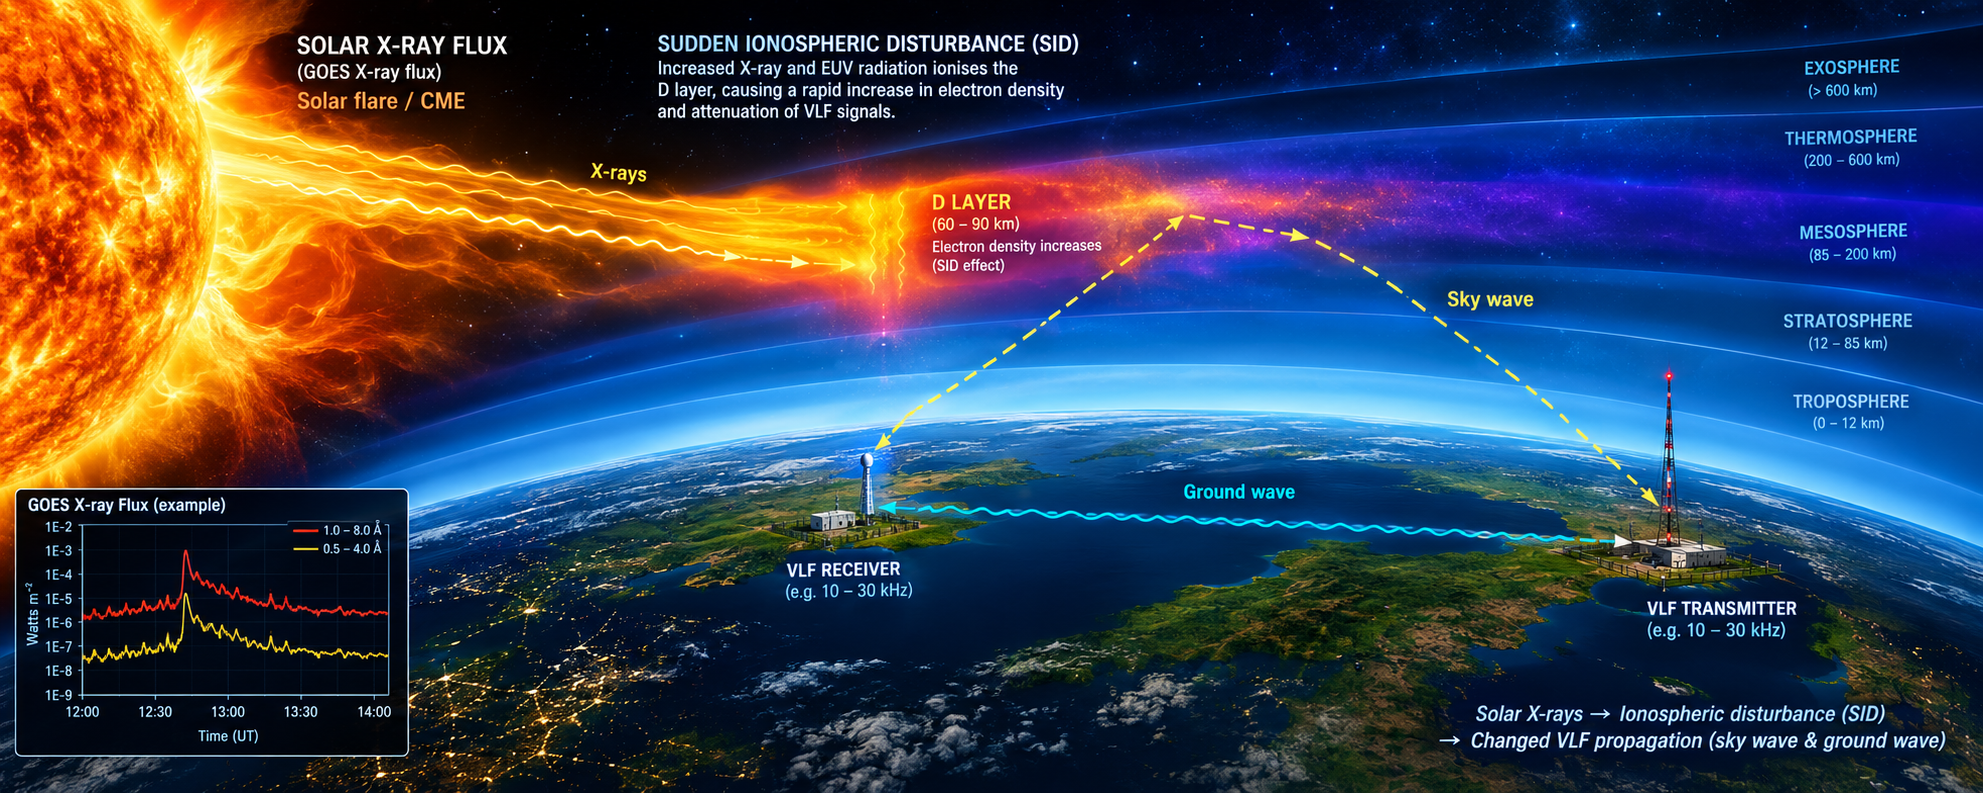 SOLAR X-RAY FLUX
(GOES X-ray flux)
Solar flare / CME
SUDDEN IONOSPHERIC DISTURBANCE (SID)
Increased X-ray and EUV radiation ionises the
D layer, causing a rapid increase in electron density
and attenuation of VLF signals.
X-rays
D LAYER
(60 – 90 km)
Electron density increases
(SID effect)
EXOSPHERE
(> 600 km)
THERMOSPHERE
(200 – 600 km)
MESOSPHERE
(85 – 200 km)
STRATOSPHERE
(12 – 85 km)
TROPOSPHERE
(0 – 12 km)
Sky wave
Ground wave
VLF RECEIVER
(e.g. 10 – 30 kHz)
VLF TRANSMITTER
(e.g. 10 – 30 kHz)
GOES X-ray Flux (example)
1.0 – 8.0 Å
0.5 – 4.0 Å
Watts m⁻²
1E-2
1E-3
1E-4
1E-5
1E-6
1E-7
1E-8
1E-9
12:00 12:30 13:00 13:30 14:00
Time (UT)
Solar X-rays → Ionospheric disturbance (SID)
→ Changed VLF propagation (sky wave & ground wave)